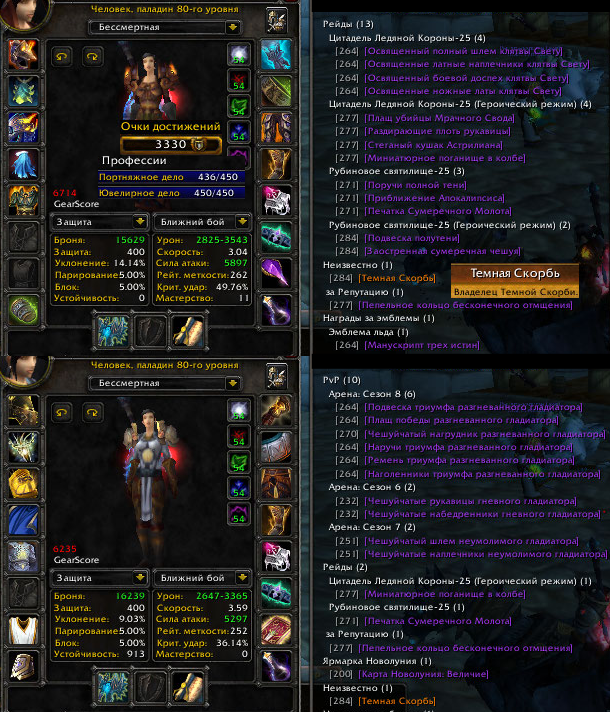 Человек, паладин 80-го уровня
Бессмертная
54
54
54
54
Очки достижений
3330
Профессии
Портняжное дело 436/450
Ювелирное дело 450/450
6714
GearScore
Защита
Ближний бой
Броня: 15629
Защита: 400
Уклонение: 14.14%
Парирование: 5.00%
Блок: 5.00%
Устойчивость: 0
Урон: 2825-3543
Скорость: 3.04
Сила атаки: 5897
Рейт. меткости: 262
Крит. удар: 49.76%
Мастерство: 11
Рейды (13)
Цитадель Ледяной Короны-25 (4)
[264] [Освященный полный шлем клятвы Свету]
[264] [Освященные латные наплечники клятвы Свету]
[264] [Освященный боевой доспех клятвы Свету]
[264] [Освященные ножные латы клятвы Свету]
Цитадель Ледяной Короны-25 (Героический режим) (4)
[277] [Плащ убийцы Мрачного Свода]
[277] [Раздирающие плоть рукавицы]
[277] [Стеганый кушак Астрилиана]
[277] [Миниатюрное поганище в колбе]
Рубиновое святилище-25 (3)
[271] [Поручи полной тени]
[271] [Приближение Апокалипсиса]
[271] [Печатка Сумеречного Молота]
Рубиновое святилище-25 (Героический режим) (2)
[284] [Подвеска полутени]
[284] [Заостренная сумеречная чешуя]
Неизвестно (1)
[284] [Темная Скорбь]
за Репутацию (1)
[277] [Пепельное кольцо бесконечного отмщения]
Награды за эмблемы (1)
Эмблема льда (1)
[264] [Манускрипт трех истин]
Темная Скорбь
Владелец Темной Скорби.
Человек, паладин 80-го уровня
Бессмертная
54
54
54
54
6235
GearScore
Защита
Ближний бой
Броня: 16239
Защита: 400
Уклонение: 9.03%
Парирование: 5.00%
Блок: 5.00%
Устойчивость: 913
Урон: 2647-3365
Скорость: 3.59
Сила атаки: 5297
Рейт. меткости: 252
Крит. удар: 36.14%
Мастерство: 0
PvP (10)
Арена: Сезон 8 (6)
[264] [Подвеска триумфа разгневанного гладиатора]
[264] [Плащ победы разгневанного гладиатора]
[270] [Чешуйчатый нагрудник разгневанного гладиатора]
[264] [Наручи триумфа разгневанного гладиатора]
[264] [Ремень триумфа разгневанного гладиатора]
[264] [Наголенники триумфа разгневанного гладиатора]
Арена: Сезон 6 (2)
[232] [Чешуйчатые рукавицы гневного гладиатора]
[232] [Чешуйчатые набедренники гневного гладиатора]
Арена: Сезон 7 (2)
[251] [Чешуйчатый шлем неумолимого гладиатора]
[251] [Чешуйчатые наплечники неумолимого гладиатора]
Рейды (2)
Цитадель Ледяной Короны-25 (Героический режим) (1)
[277] [Миниатюрное поганище в колбе]
Рубиновое святилище-25 (1)
[271] [Печатка Сумеречного Молота]
за Репутацию (1)
[277] [Пепельное кольцо бесконечного отмщения]
Ярмарка Новолуния (1)
[200] [Карта Новолуния: Величие]
Неизвестно (1)
[284] [Темная Скорбь]